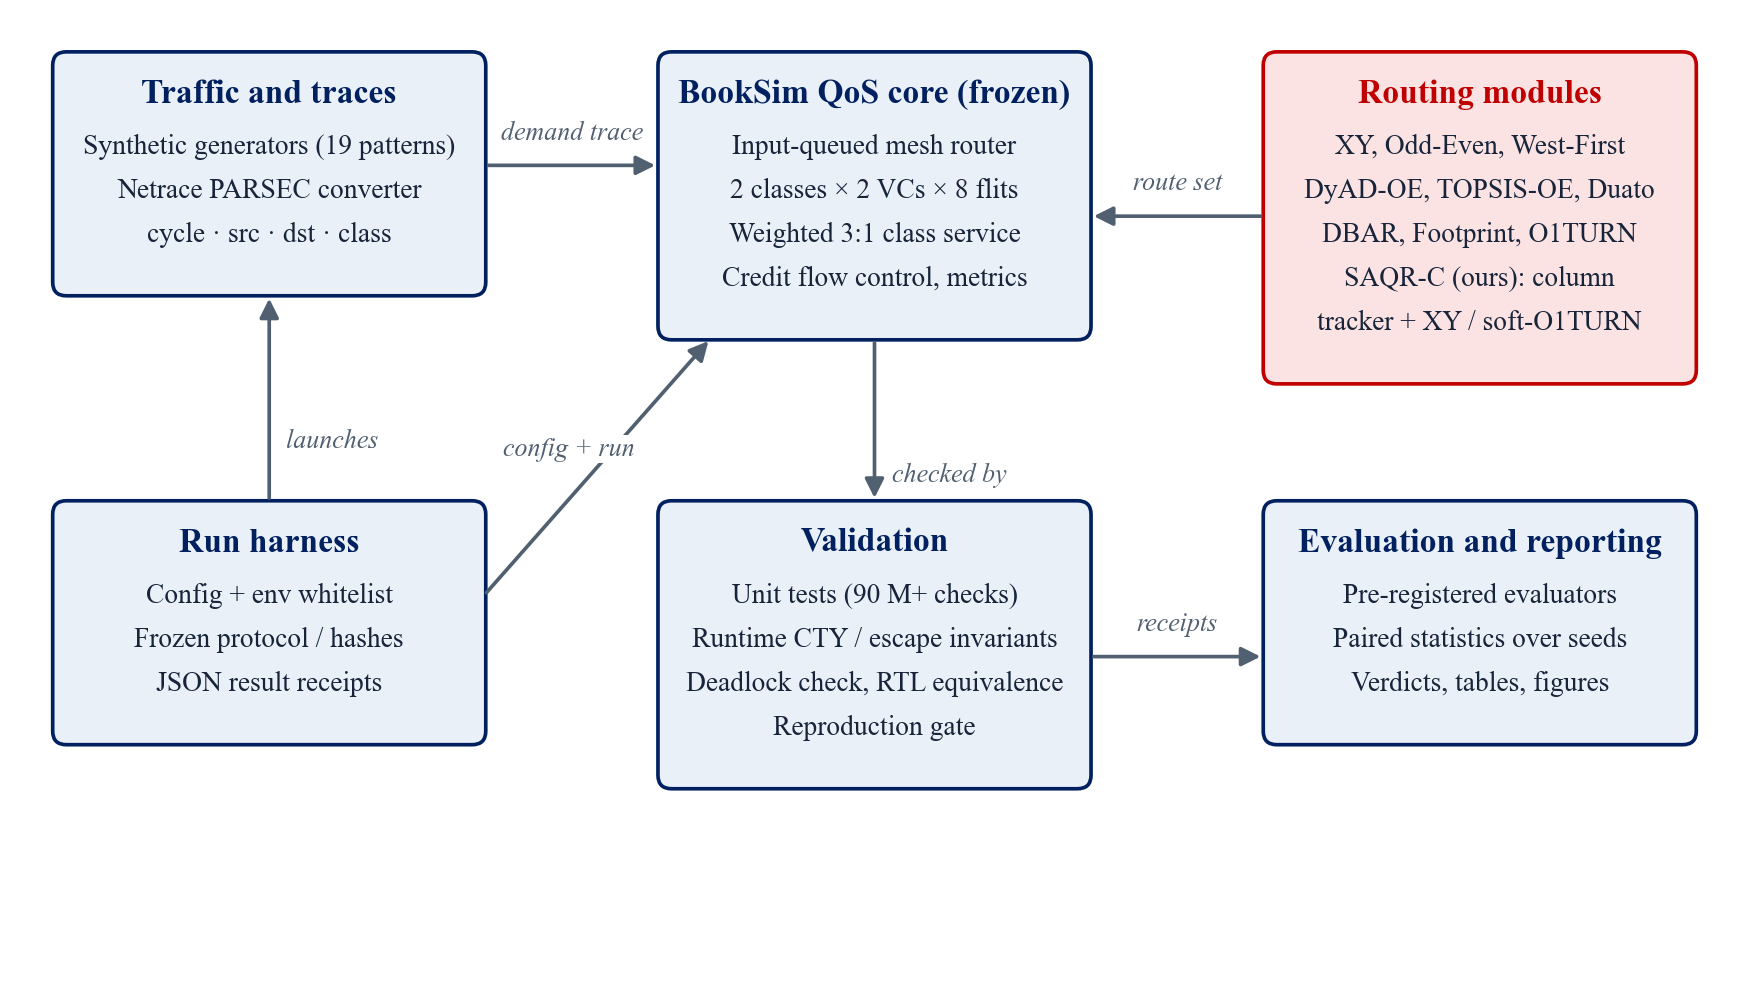 Traffic and traces
Synthetic generators (19 patterns)
Netrace PARSEC converter
cycle · src · dst · class
demand trace
BookSim QoS core (frozen)
Input-queued mesh router
2 classes × 2 VCs × 8 flits
Weighted 3:1 class service
Credit flow control, metrics
route set
Routing modules
XY, Odd-Even, West-First
DyAD-OE, TOPSIS-OE, Duato
DBAR, Footprint, O1TURN
SAQR-C (ours): column
tracker + XY / soft-O1TURN
launches
config + run
checked by
Run harness
Config + env whitelist
Frozen protocol / hashes
JSON result receipts
Validation
Unit tests (90 M+ checks)
Runtime CTY / escape invariants
Deadlock check, RTL equivalence
Reproduction gate
receipts
Evaluation and reporting
Pre-registered evaluators
Paired statistics over seeds
Verdicts, tables, figures